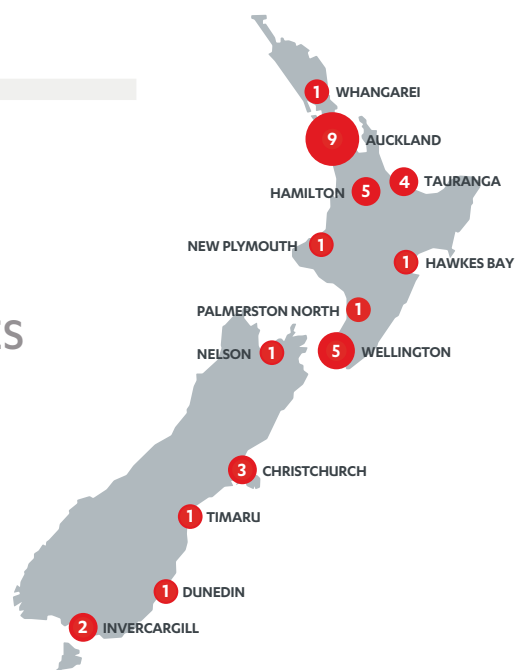 1 WHANGAREI
9 AUCKLAND
HAMILTON 5
4 TAURANGA
NEW PLYMOUTH 1
1 HAWKES BAY
PALMERSTON NORTH 1
NELSON 1
5 WELLINGTON
3 CHRISTCHURCH
1 TIMARU
1 DUNEDIN
2 INVERCARGILL